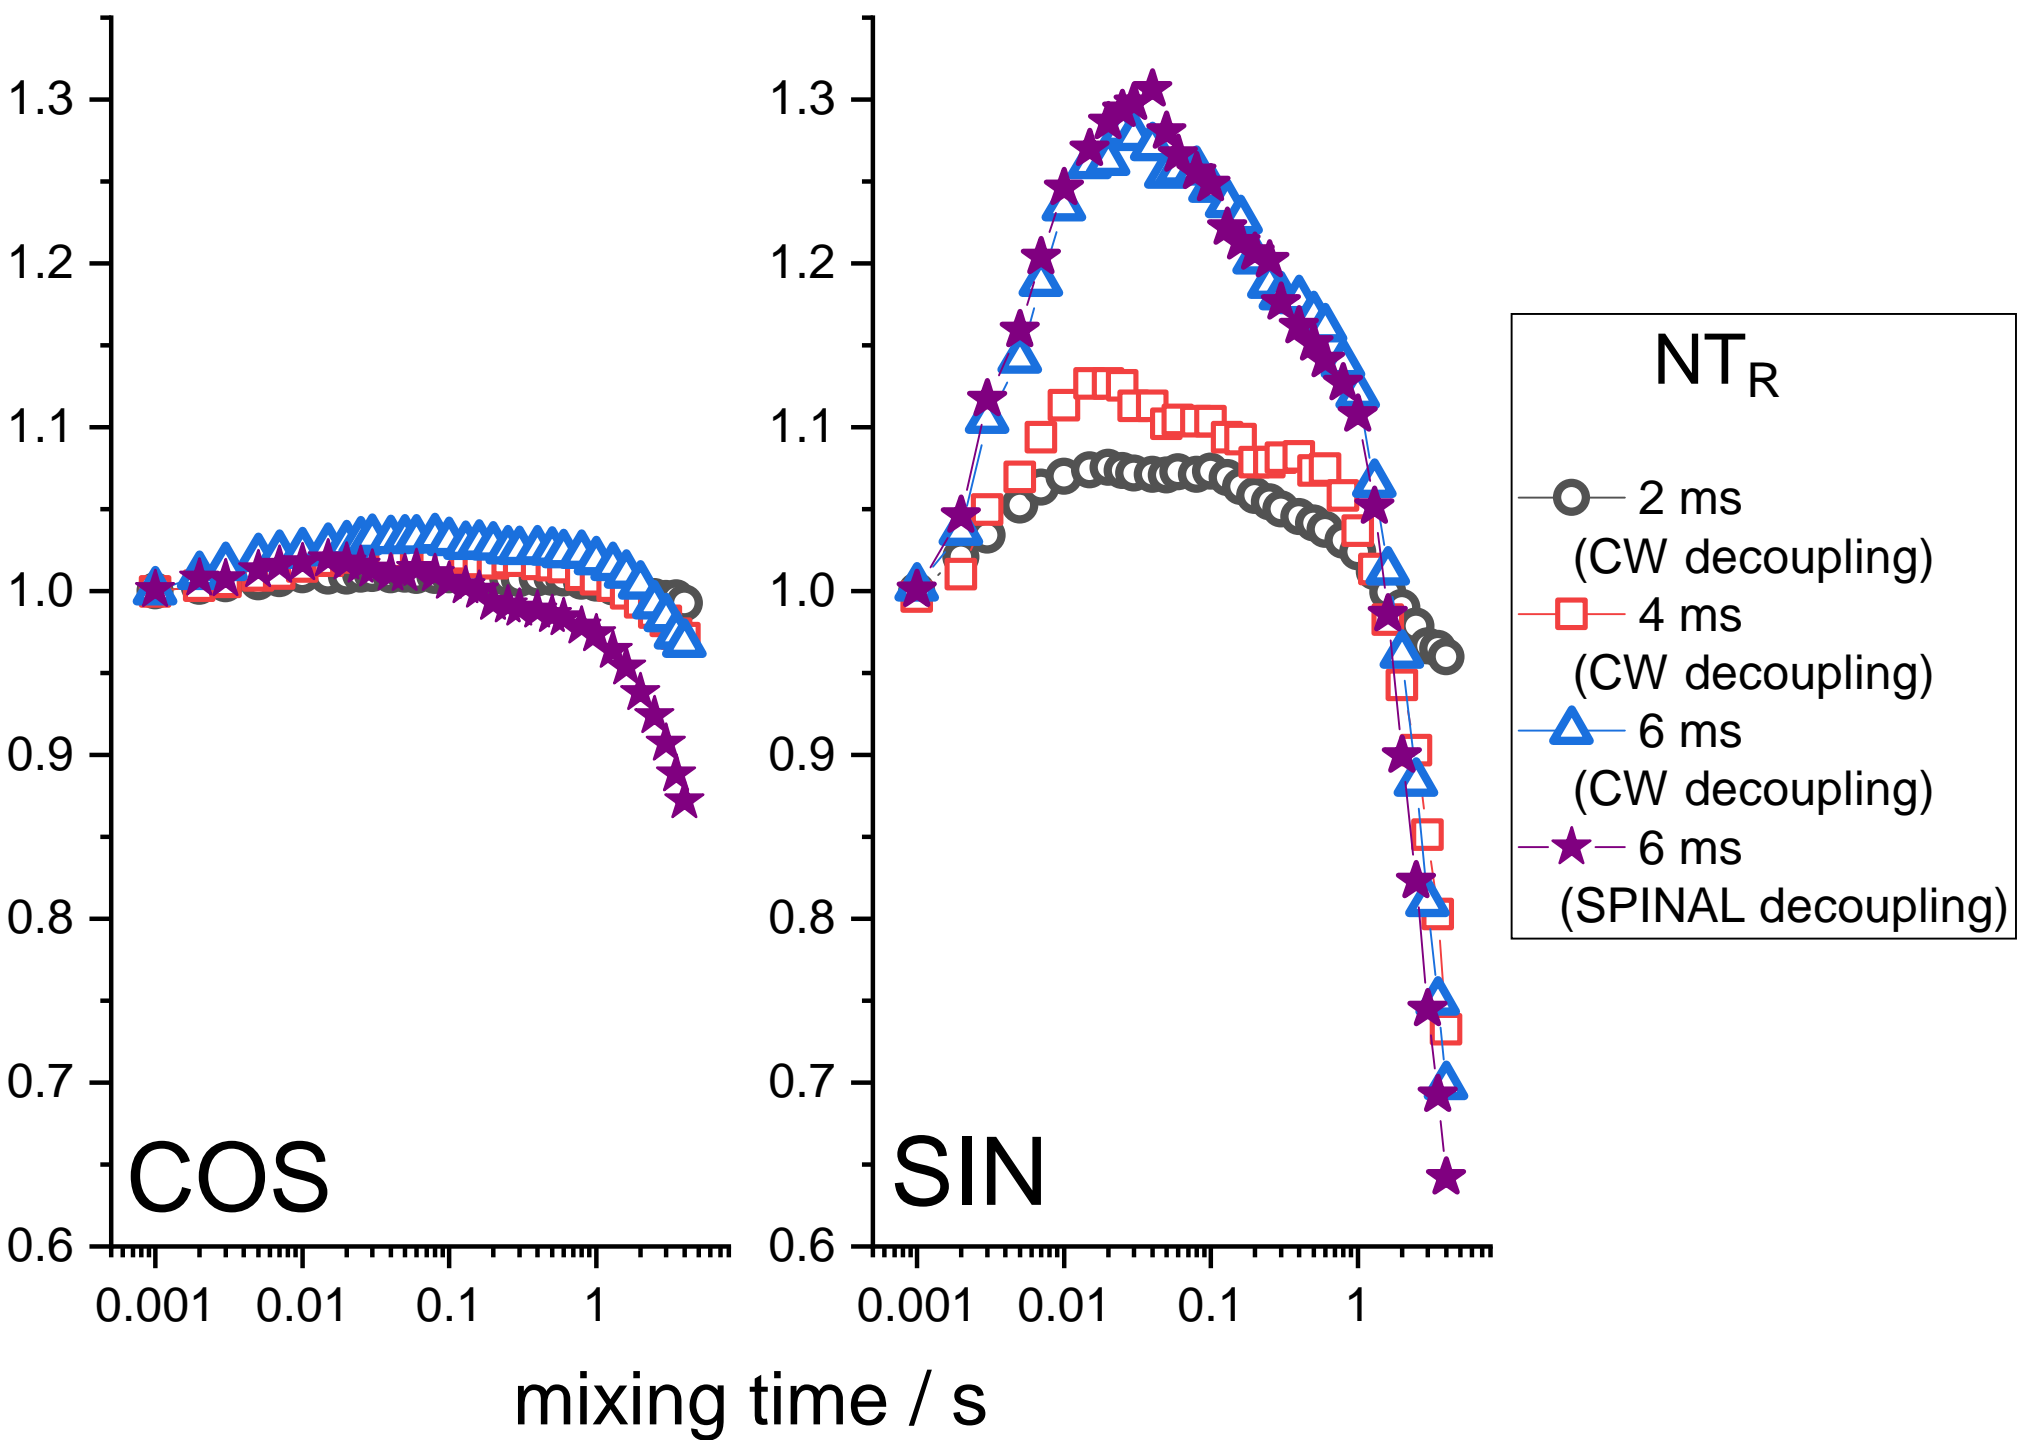 1.3
1.2
1.1
1.0
0.9
0.8
0.7
0.6
0.001 0.01 0.1 1
COS
1.3
1.2
1.1
1.0
0.9
0.8
0.7
0.6
0.001 0.01 0.1 1
SIN
mixing time / s
NTR
2 ms
(CW decoupling)
4 ms
(CW decoupling)
6 ms
(CW decoupling)
6 ms
(SPINAL decoupling)